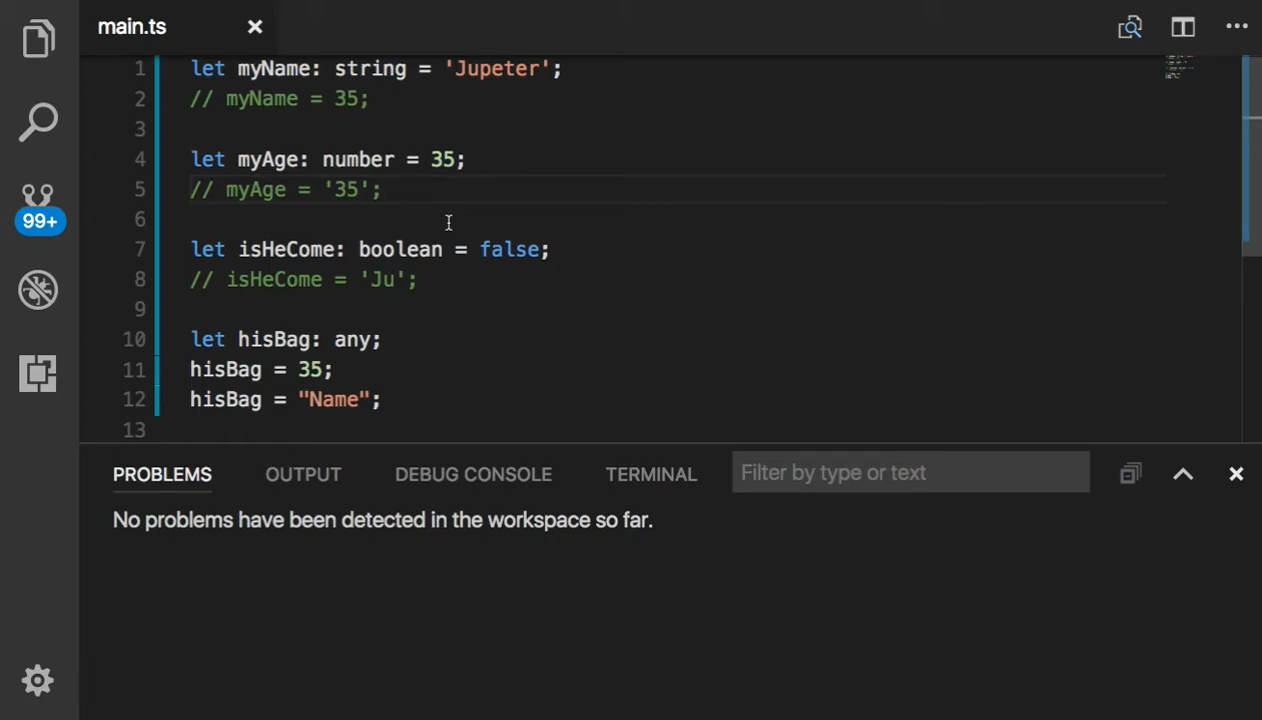 main.ts
1 let myName: string = 'Jupeter';
2 // myName = 35;
3
4 let myAge: number = 35;
5 // myAge = '35';
6
7 let isHeCome: boolean = false;
8 // isHeCome = 'Ju';
9
10 let hisBag: any;
11 hisBag = 35;
12 hisBag = "Name";
13
99+
PROBLEMS OUTPUT DEBUG CONSOLE TERMINAL Filter by type or text
No problems have been detected in the workspace so far.